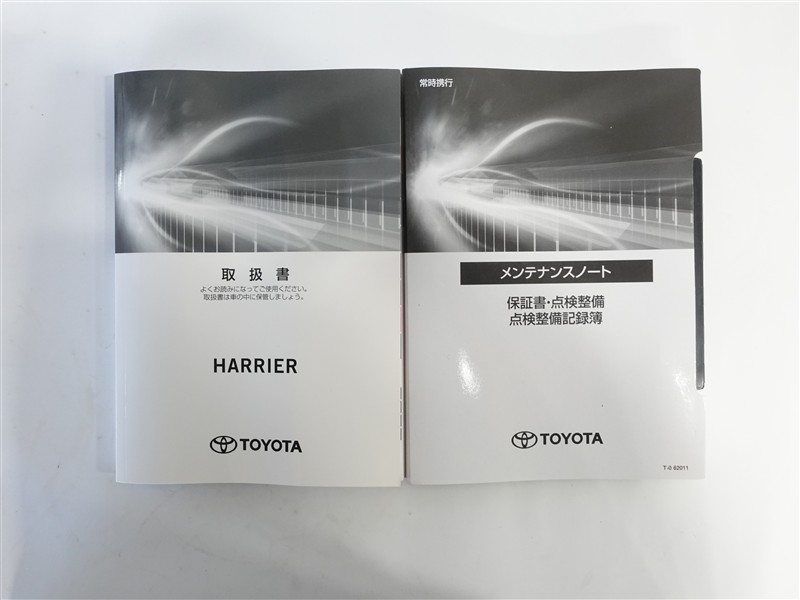 取扱書
よくお読みになってご使用ください。
取扱書は車の中に保管しましょう。
HARRIER
TOYOTA
常時携行
メンテナンスノート
保証書・点検整備
点検整備記録簿
TOYOTA
T-0 62011